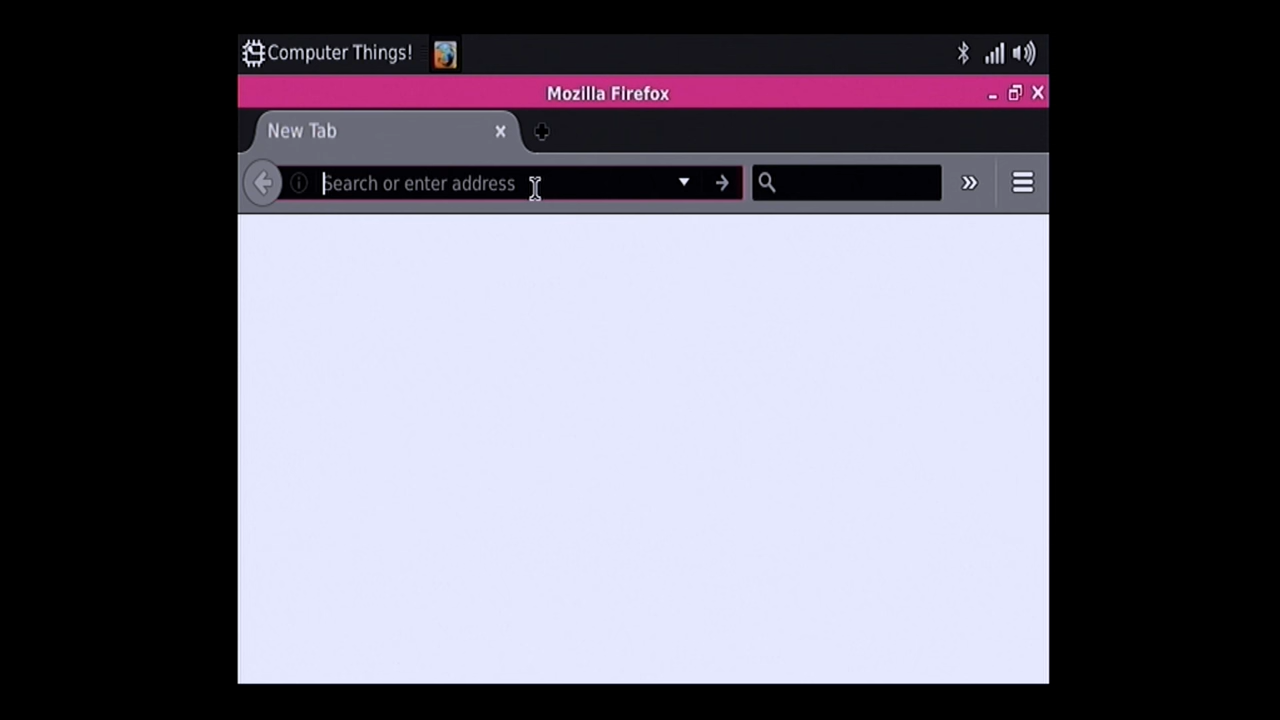 Computer Things!
Mozilla Firefox
New Tab
Search or enter address